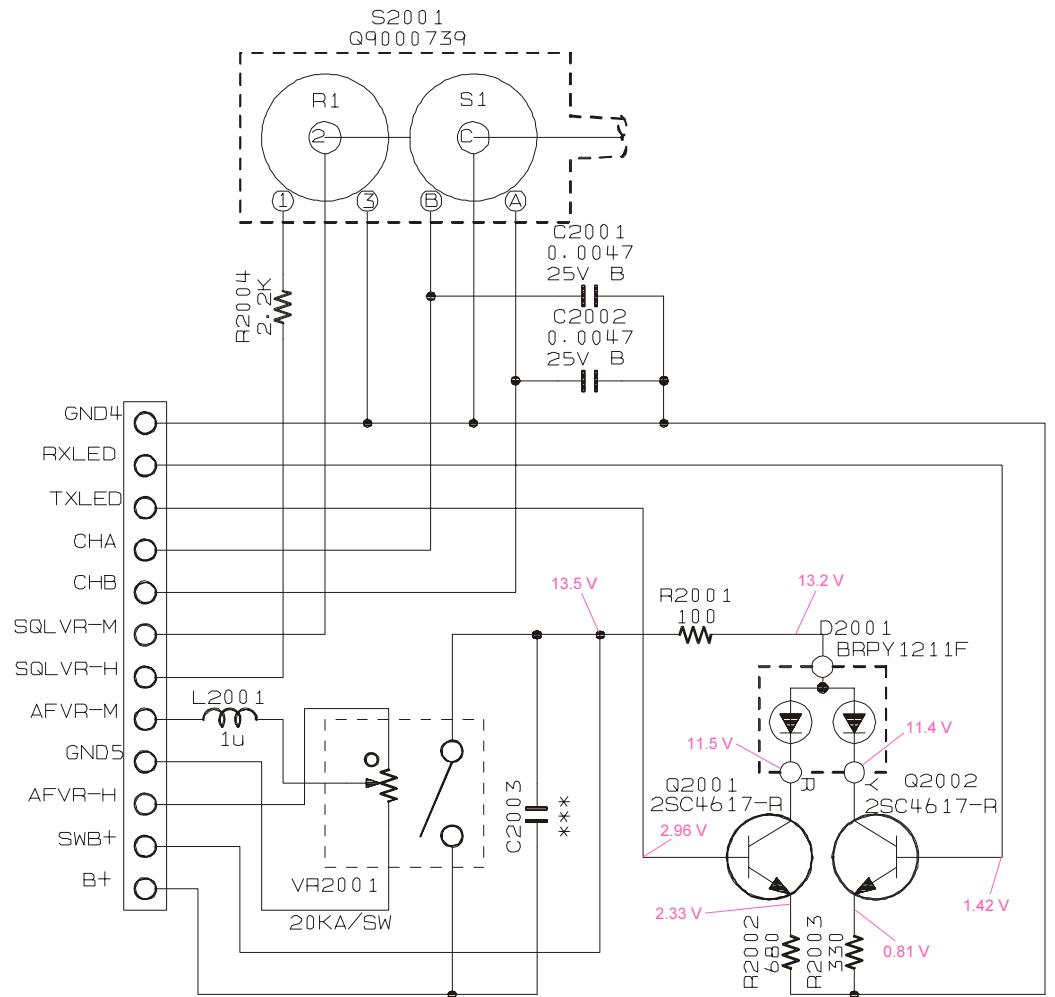 S2001
Q9000739
R1
S1
2
C
1
3
B
A
C2001
0.0047
25V B
R2004
2.2K
C2002
0.0047
25V B
GND4
RXLED
TXLED
CHA
CHB
SQLVR-M
SQLVR-H
AFVR-M
GND5
AFVR-H
SWB+
B+
13.5 V
R2001
100
13.2 V
D2001
BRPY1211F
L2001
1u
11.5 V
11.4 V
R
Y
Q2001
2SC4617-R
Q2002
2SC4617-R
C2003
***
2.96 V
VR2001
20KA/SW
2.33 V
1.42 V
R2002
680
R2003
330
0.81 V